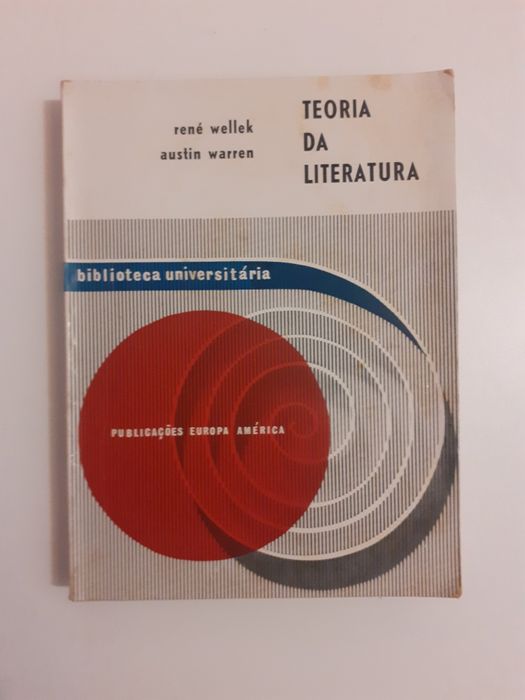 rené wellek
austin warren
TEORIA
DA
LITERATURA
biblioteca universitária
PUBLICAÇÕES EUROPA AMÉRICA